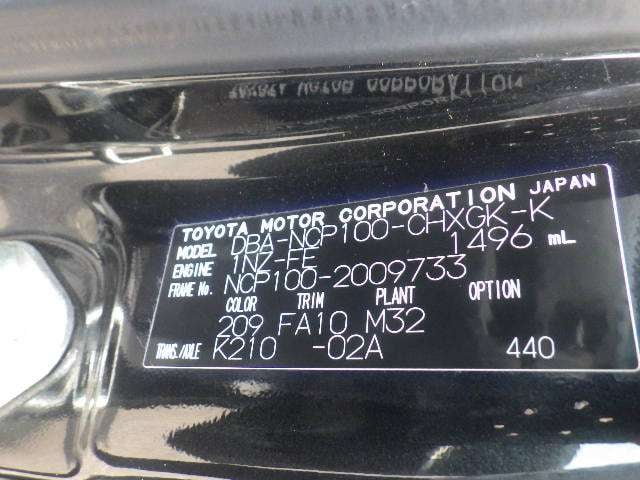 TOYOTA MOTOR CORPORATION JAPAN
MODEL DBA-NCP100-CHXGK-K
ENGINE 1NZ-FE 1496 mL
FRAME No. NCP100-2009733
COLOR TRIM PLANT OPTION
209 FA10 M32
TRANS./AXLE K210 -02A 440